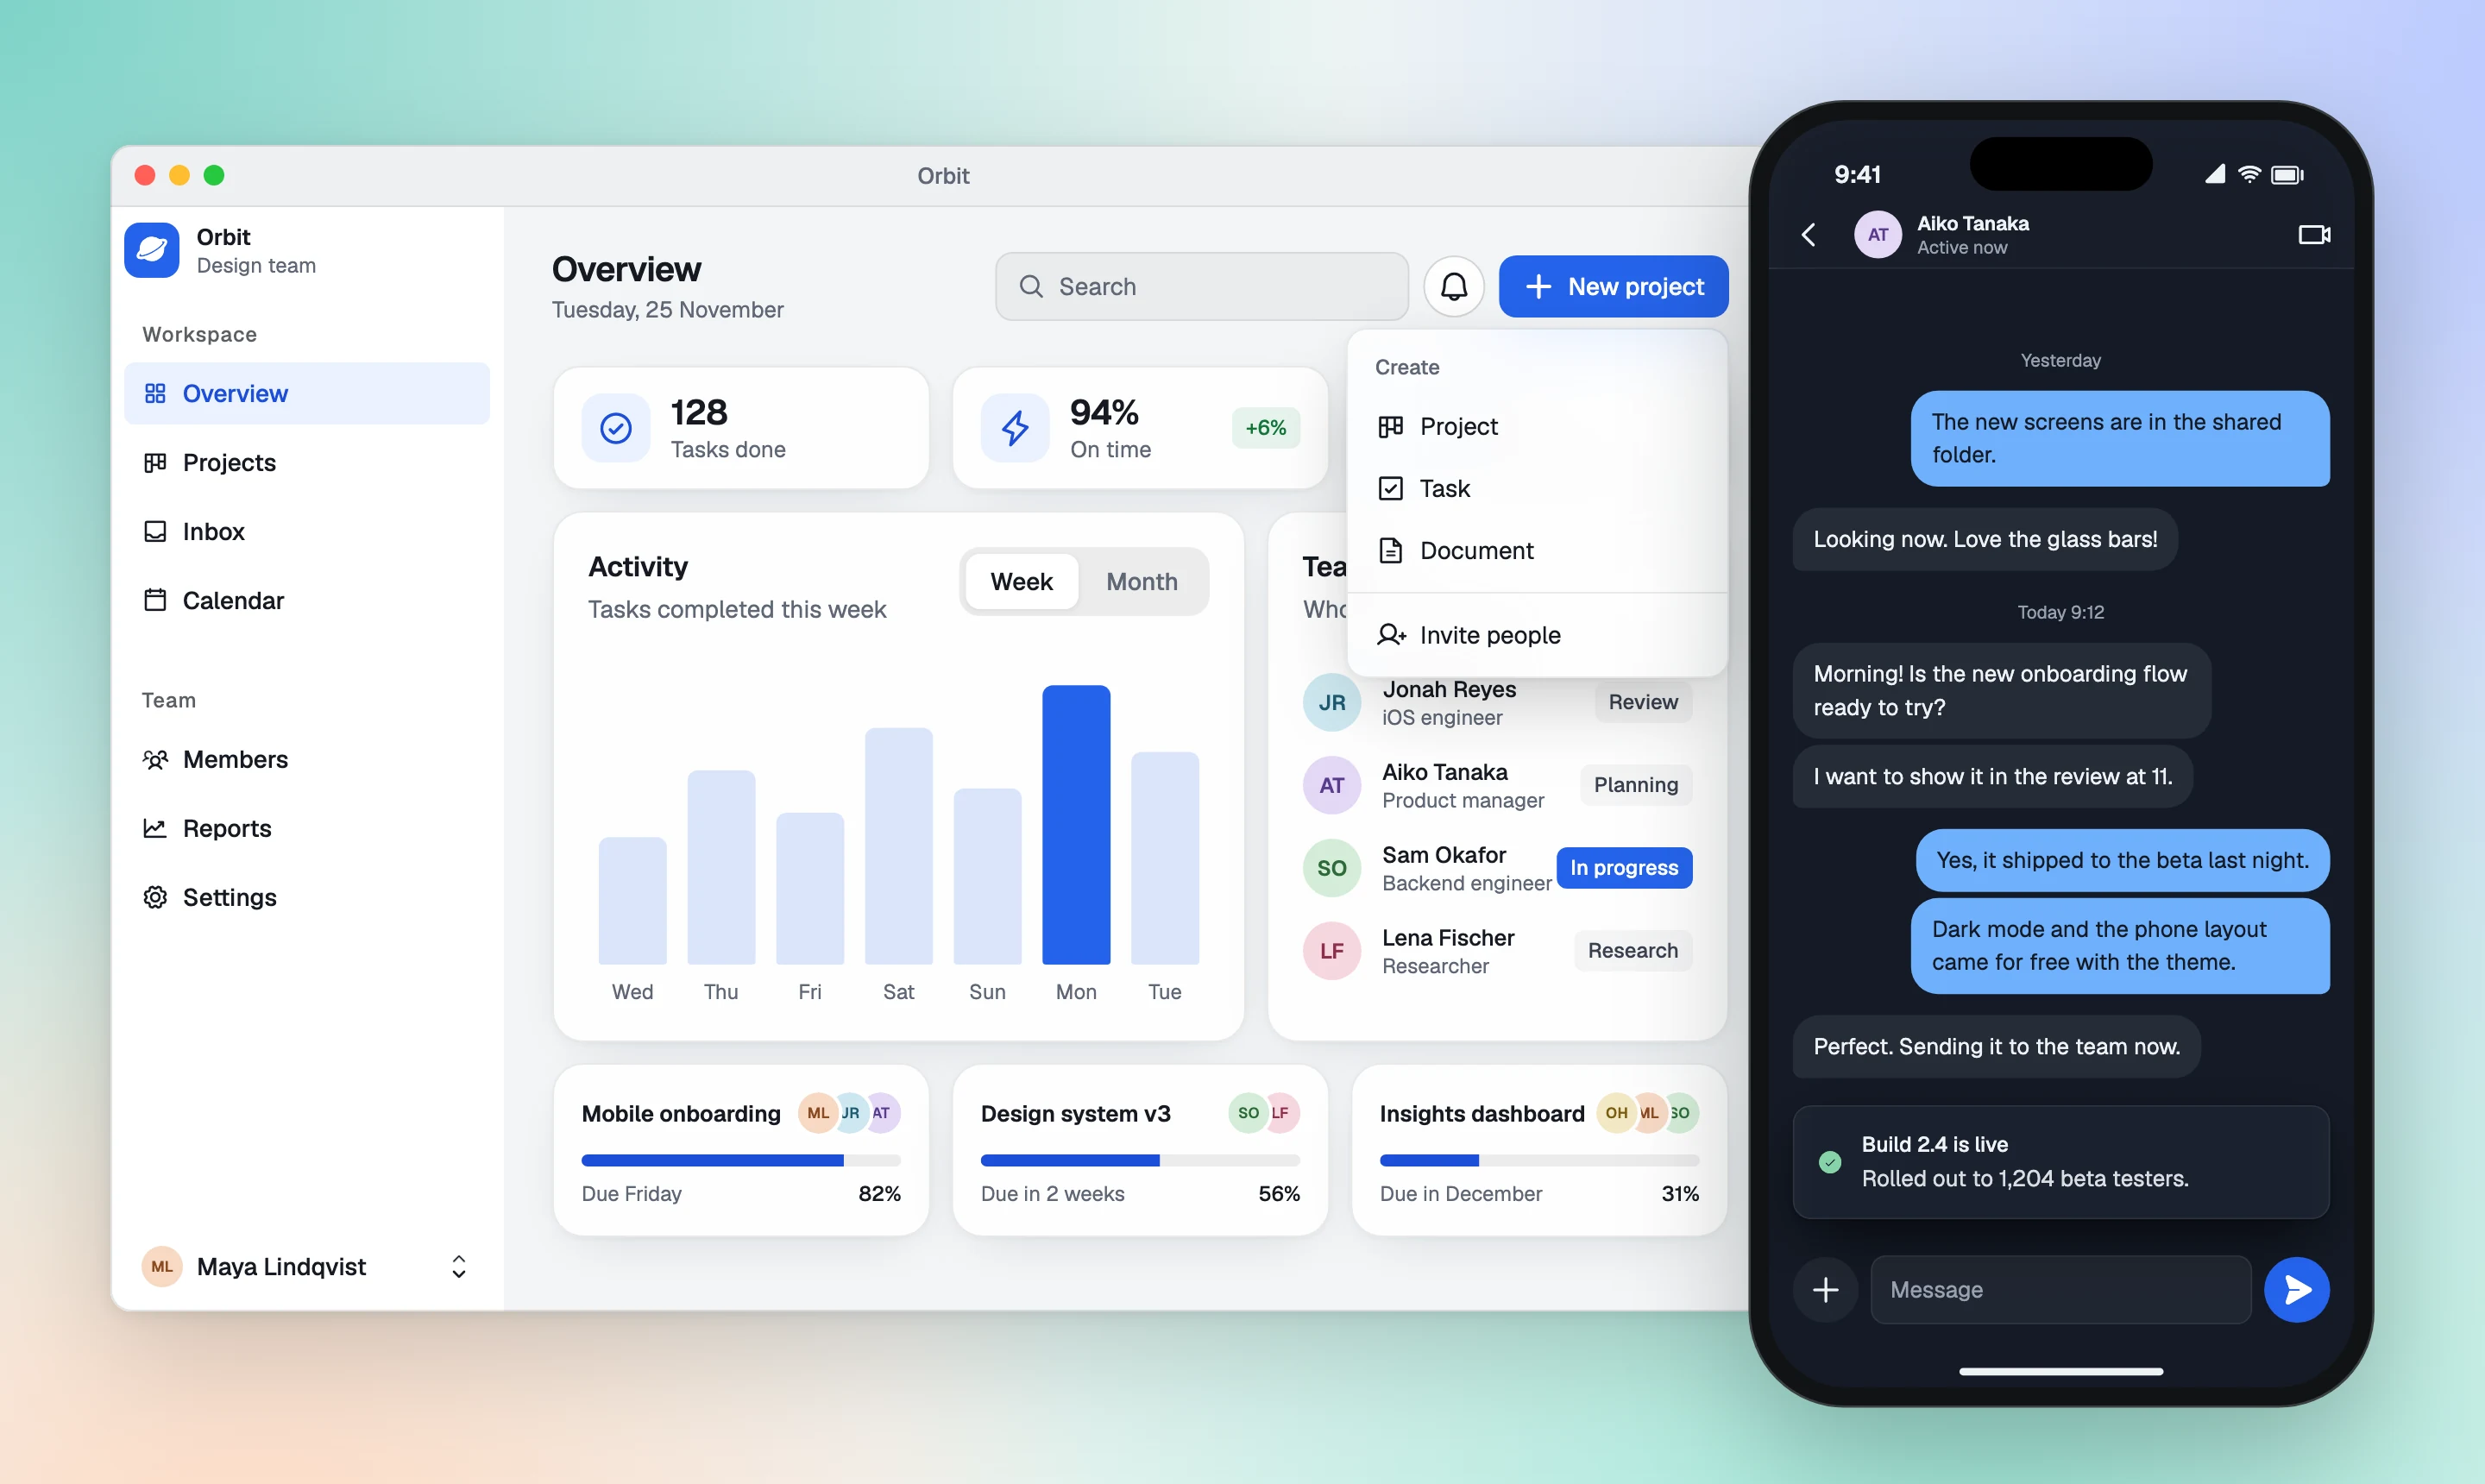 Orbit
Orbit
Design team
Workspace
Overview
Projects
Inbox
Calendar
Team
Members
Reports
Settings
ML
Maya Lindqvist
Overview
Tuesday, 25 November
Search
New project
128
Tasks done
94%
On time
+6%
Create
Project
Task
Document
Invite people
Activity
Tasks completed this week
Week
Month
Wed
Thu
Fri
Sat
Sun
Mon
Tue
JR
Jonah Reyes
iOS engineer
Review
AT
Aiko Tanaka
Product manager
Planning
SO
Sam Okafor
Backend engineer
In progress
LF
Lena Fischer
Researcher
Research
Mobile onboarding
ML
JR
AT
Due Friday
82%
Design system v3
SO
LF
Due in 2 weeks
56%
Insights dashboard
OH
ML
SO
Due in December
31%
9:41
AT
Aiko Tanaka
Active now
Yesterday
The new screens are in the shared
folder.
Looking now. Love the glass bars!
Today 9:12
Morning! Is the new onboarding flow
ready to try?
I want to show it in the review at 11.
Yes, it shipped to the beta last night.
Dark mode and the phone layout
came for free with the theme.
Perfect. Sending it to the team now.
Build 2.4 is live
Rolled out to 1,204 beta testers.
Message